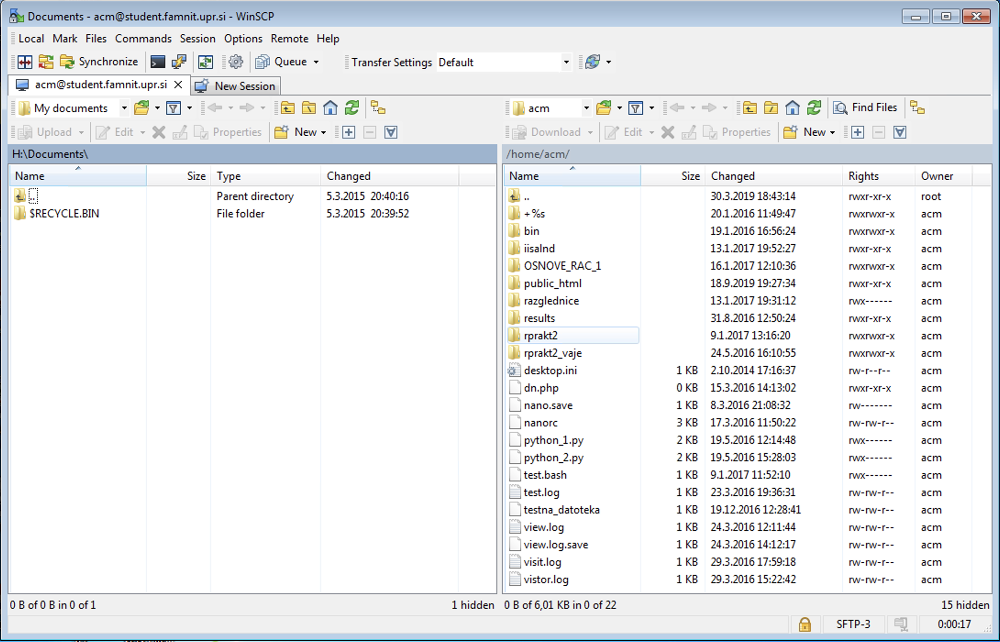 Documents - acm@student.famnit.upr.si - WinSCP
Local Mark Files Commands Session Options Remote Help
Synchronize Queue Transfer Settings Default
acm@student.famnit.upr.si New Session
My documents acm Find Files
Upload Edit Properties New Download Edit Properties New
H:\Documents\ /home/acm/
Name Size Type Changed
.. Parent directory 5.3.2015 20:40:16
$RECYCLE.BIN File folder 5.3.2015 20:39:52
0 B of 0 B in 0 of 1 1 hidden
Name Size Changed Rights Owner
.. 30.3.2019 18:43:14 rwxr-xr-x root
+%s 20.1.2016 11:49:47 rwxrwxr-x acm
bin 19.1.2016 16:56:24 rwxrwxr-x acm
iisaInd 13.1.2017 19:52:27 rwxr-xr-x acm
OSNOVE_RAC_1 16.1.2017 12:10:36 rwxrwxr-x acm
public_html 18.9.2019 19:27:34 rwxr-xr-x acm
razglednice 13.1.2017 19:31:12 rwx------ acm
results 31.8.2016 12:50:24 rwxr-xr-x acm
rprakt2 9.1.2017 13:16:20 rwxrwxr-x acm
rprakt2_vaje 24.5.2016 16:10:55 rwxrwxr-x acm
desktop.ini 1 KB 2.10.2014 17:16:37 rw-r--r-- acm
dn.php 0 KB 15.3.2016 14:13:02 rwxr-xr-x acm
nano.save 1 KB 8.3.2016 21:08:32 rw------- acm
nanorc 3 KB 17.3.2016 11:50:22 rw-rw-r-- acm
python_1.py 2 KB 19.5.2016 12:14:48 rwx------ acm
python_2.py 2 KB 19.5.2016 15:28:03 rwx------ acm
test.bash 1 KB 9.1.2017 11:52:10 rwx------ acm
test.log 1 KB 23.3.2016 19:36:31 rw-rw-r-- acm
testna_datoteka 1 KB 19.12.2016 12:28:41 rw-rw-r-- acm
view.log 1 KB 24.3.2016 12:11:44 rw-rw-r-- acm
view.log.save 1 KB 24.3.2016 14:12:17 rw-rw-r-- acm
visit.log 1 KB 29.3.2016 17:59:18 rw-rw-r-- acm
vistor.log 1 KB 29.3.2016 15:22:42 rw-rw-r-- acm
0 B of 6,01 KB in 0 of 22 15 hidden
SFTP-3 0:00:17